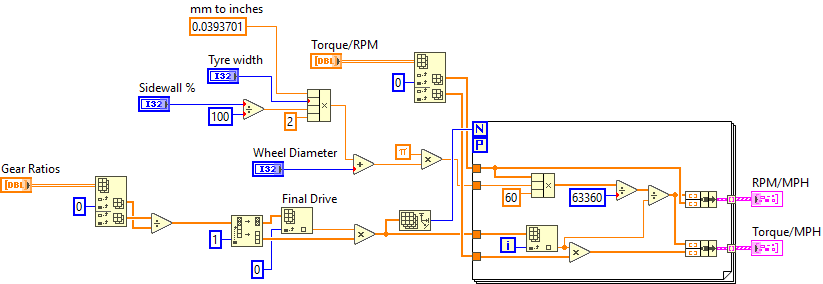 mm to inches
0.0393701
Torque/RPM
DBL
Tyre width
I32
0
Sidewall %
I32
100
÷
×
2
N
P
Wheel Diameter
I32
+
π
×
Gear Ratios
DBL
0
÷
Final Drive
1
0
×
×
60
63360
÷
÷
i
×
RPM/MPH
Torque/MPH